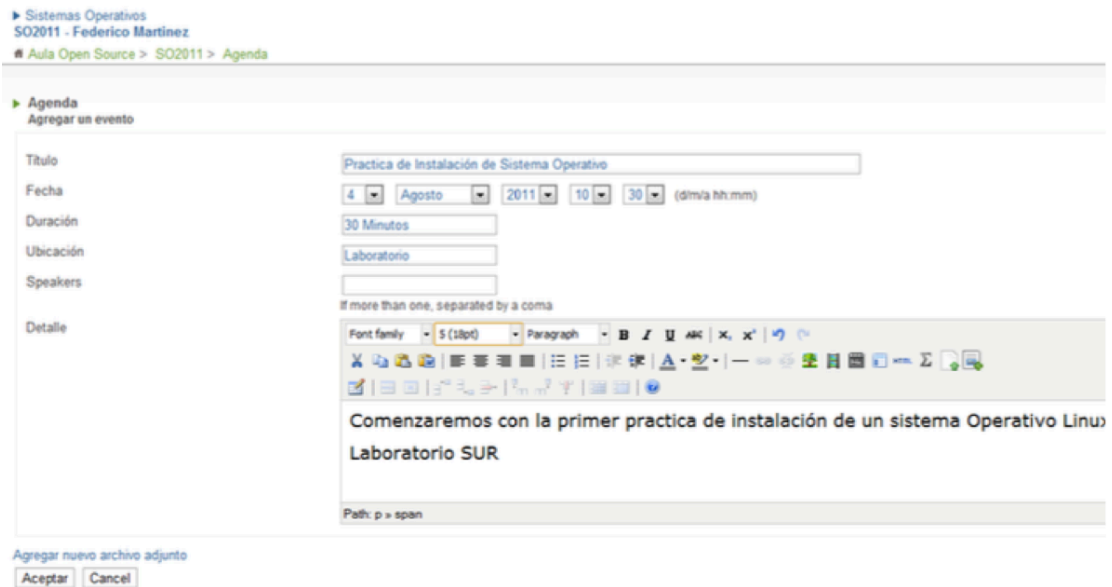 Sistemas Operativos
SO2011 - Federico Martinez
Aula Open Source > SO2011 > Agenda
Agenda
Agregar un evento
Título Practica de Instalación de Sistema Operativo
Fecha 4 Agosto 2011 10 30 (d/m/a hh:mm)
Duración 30 Minutos
Ubicación Laboratorio
Speakers
If more than one, separated by a coma
Detalle
Font family 5 (18pt) Paragraph B I U ABC x, x²
A HTML Σ
Comenzaremos con la primer practica de instalación de un sistema Operativo Linux
Laboratorio SUR
Path: p » span
Agregar nuevo archivo adjunto
Aceptar Cancel